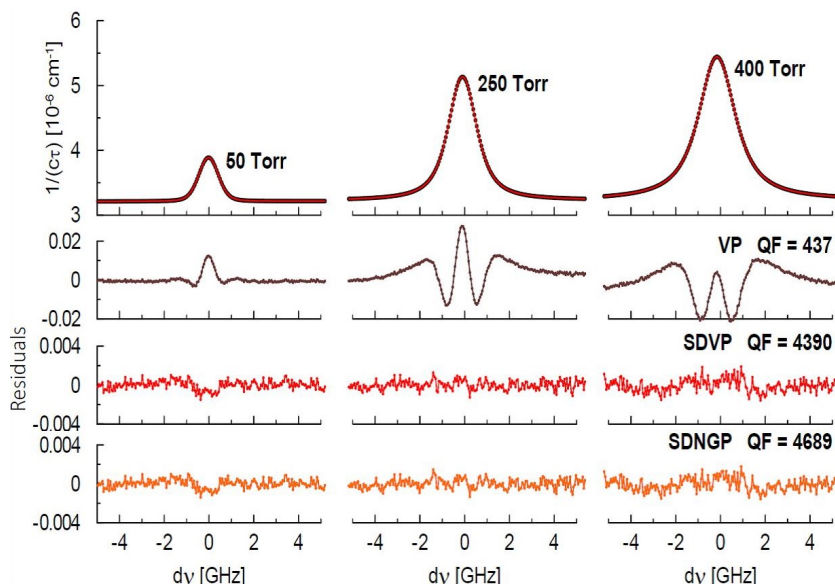 1/(cτ) [10⁻⁶ cm⁻¹]
6
5
4
3
50 Torr
250 Torr
400 Torr
0.02
0
-0.02
VP QF = 437
Residuals
0.004
0
-0.004
SDVP QF = 4390
0.004
0
-0.004
SDNGP QF = 4689
-4 -2 0 2 4
-4 -2 0 2 4
-4 -2 0 2 4
dν [GHz]
dν [GHz]
dν [GHz]